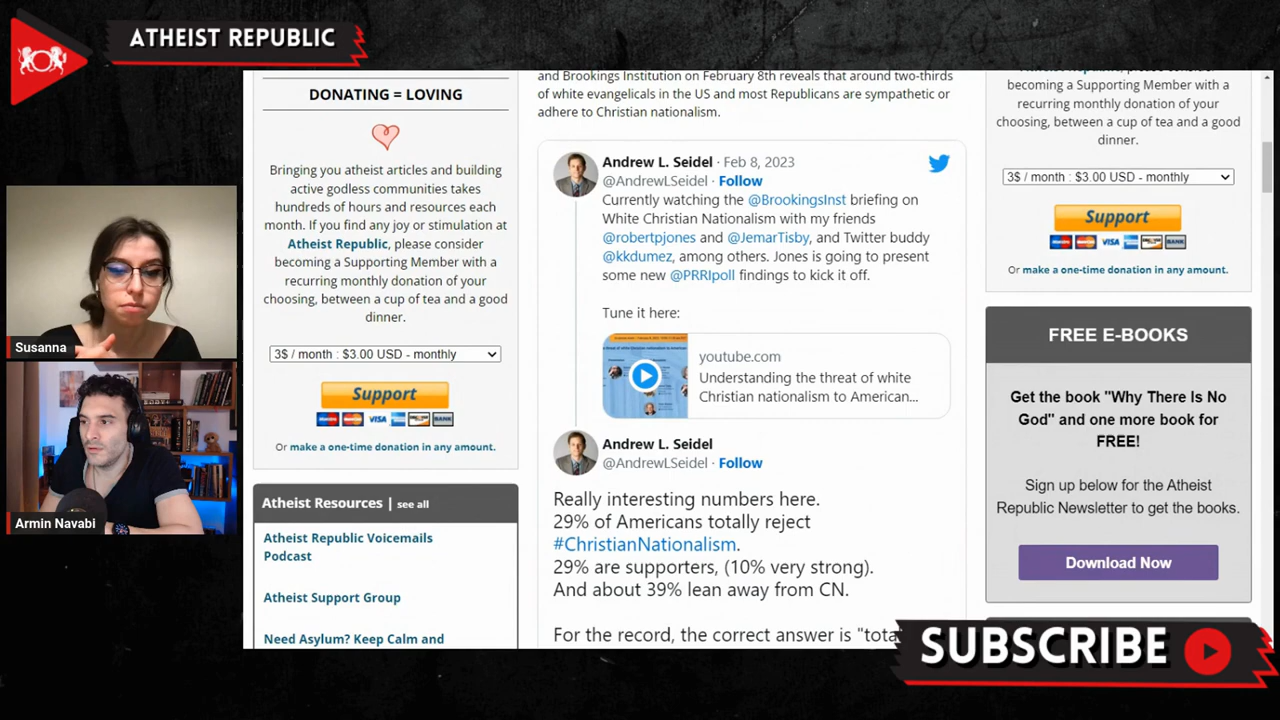 ATHEIST REPUBLIC
DONATING = LOVING
Bringing you atheist articles and building
active godless communities takes
hundreds of hours and resources each
month. If you find any joy or stimulation at
Atheist Republic, please consider
becoming a Supporting Member with a
recurring monthly donation of your
choosing, between a cup of tea and a good
dinner.
3$ / month : $3.00 USD - monthly
Support
VISA
BANK
Or make a one-time donation in any amount.
Atheist Resources | see all
Atheist Republic Voicemails
Podcast
Atheist Support Group
Need Asylum? Keep Calm and
and Brookings Institution on February 8th reveals that around two-thirds
of white evangelicals in the US and most Republicans are sympathetic or
adhere to Christian nationalism.
Andrew L. Seidel · Feb 8, 2023
@AndrewLSeidel · Follow
Currently watching the @BrookingsInst briefing on
White Christian Nationalism with my friends
@robertpjones and @JemarTisby, and Twitter buddy
@kkdumez, among others. Jones is going to present
some new @PRRIpoll findings to kick it off.
Tune it here:
youtube.com
Understanding the threat of white
Christian nationalism to American...
Andrew L. Seidel
@AndrewLSeidel · Follow
Really interesting numbers here.
29% of Americans totally reject
#ChristianNationalism.
29% are supporters, (10% very strong).
And about 39% lean away from CN.
For the record, the correct answer is "tota
becoming a Supporting Member with a
recurring monthly donation of your
choosing, between a cup of tea and a good
dinner.
3$ / month : $3.00 USD - monthly
Support
VISA
BANK
Or make a one-time donation in any amount.
FREE E-BOOKS
Get the book "Why There Is No
God" and one more book for
FREE!
Sign up below for the Atheist
Republic Newsletter to get the books.
Download Now
Susanna
Armin Navabi
SUBSCRIBE